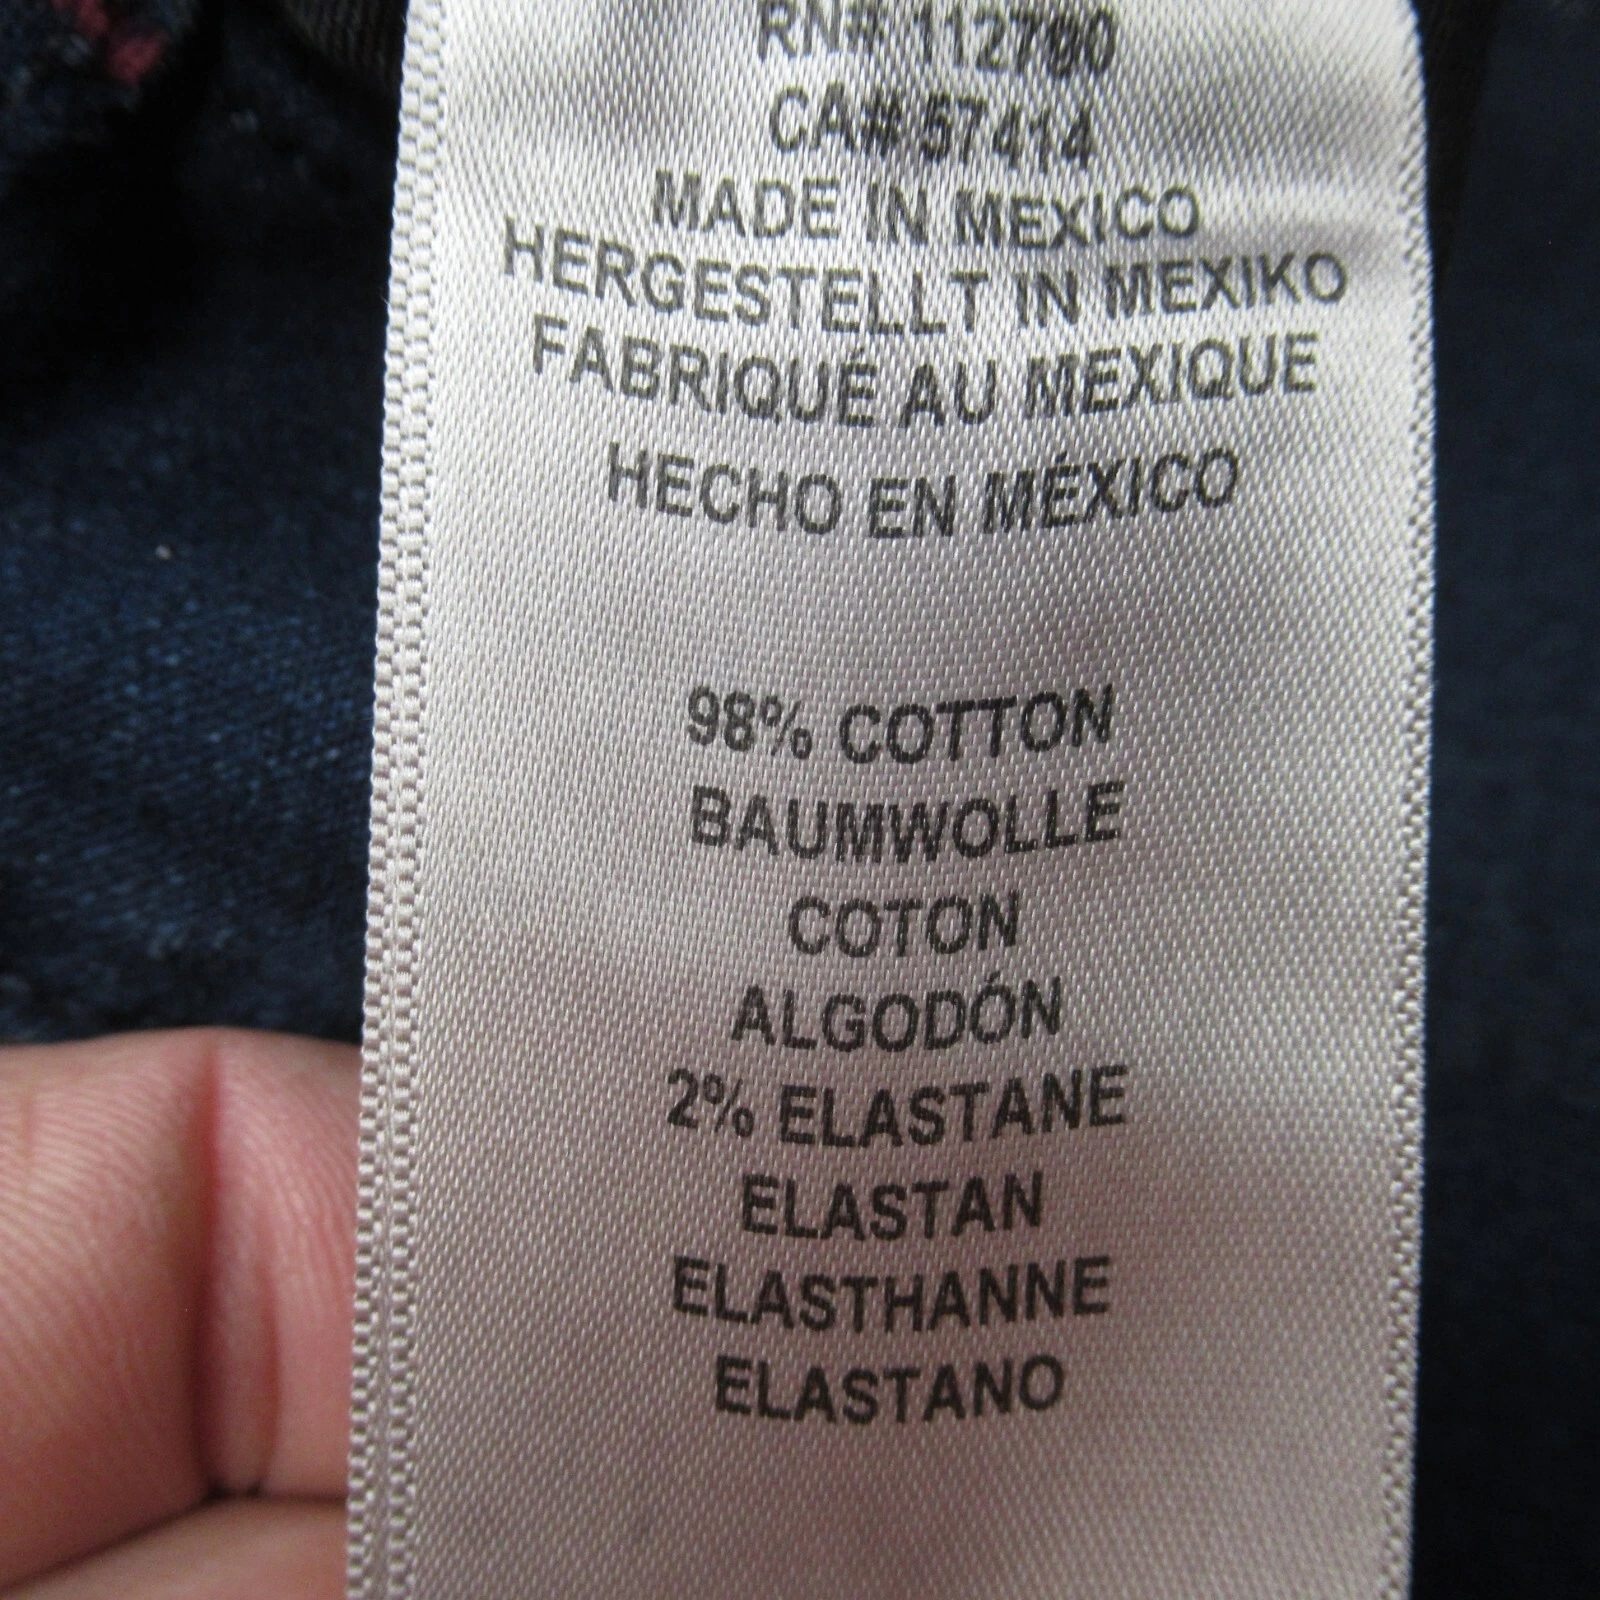 RN# 112700
CA# 57414
MADE IN MEXICO
HERGESTELLT IN MEXIKO
FABRIQUÉ AU MEXIQUE
HECHO EN MÉXICO
98% COTTON
BAUMWOLLE
COTON
ALGODÓN
2% ELASTANE
ELASTAN
ELASTHANNE
ELASTANO